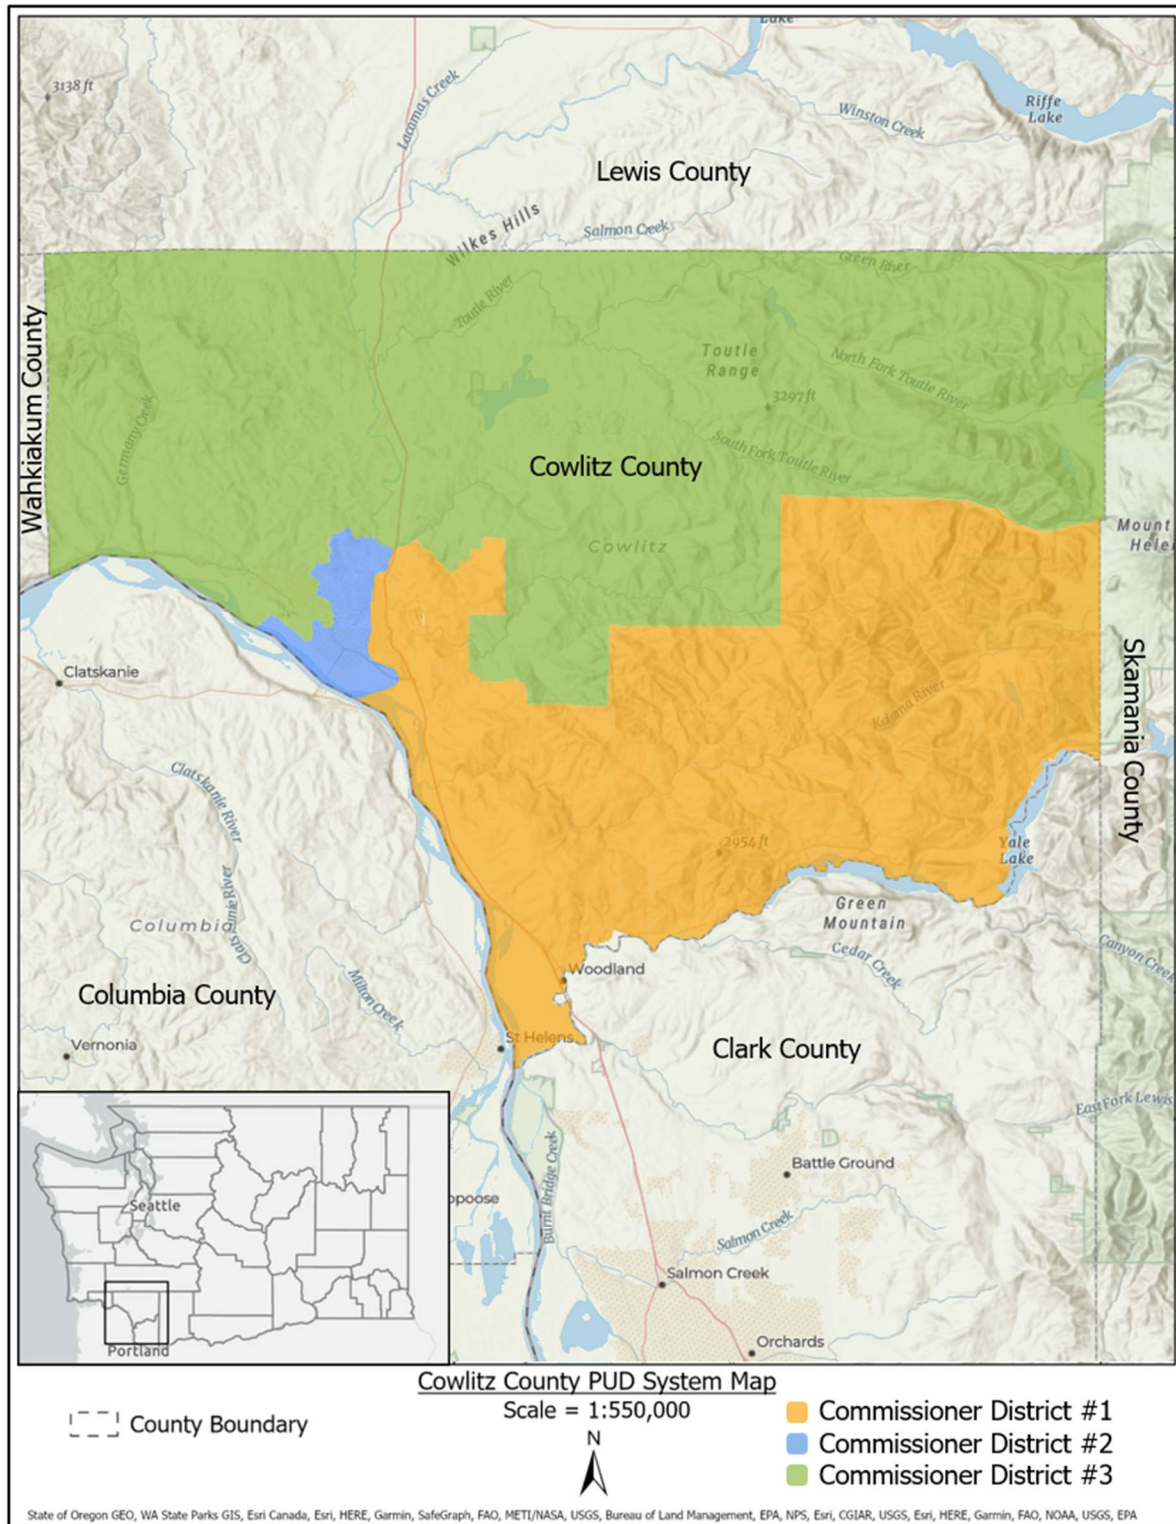 Lake
3138 ft
Lacamas Creek
Riffe
Lake
Winston Creek
Lewis County
Wilkes Hills
Salmon Creek
Green River
Wahkiakum County
Toutle River
Toutle
Range
North Fork Toutle River
3297 ft
Germany Creek
South Fork Toutle River
Cowlitz County
Cowlitz
Mount
Clatskanie
Skamania County
Kalama River
Clatskanie River
2954 ft
Yale
Lake
Clatskanie River
Columbia
Green
Mountain
Canyon Creek
Cedar Creek
Woodland
Milton Creek
Columbia County
St Helens
Vernonia
Clark County
East Fork Lewis
Burnt Bridge Creek
Battle Ground
ppoose
Salmon Creek
Seattle
Salmon Creek
Portland
Orchards
Cowlitz County PUD System Map
Scale = 1:550,000
County Boundary
N
Commissioner District #1
Commissioner District #2
Commissioner District #3
State of Oregon GEO, WA State Parks GIS, Esri Canada, Esri, HERE, Garmin, SafeGraph, FAO, METI/NASA, USGS, Bureau of Land Management, EPA, NPS, Esri, CGIAR, USGS, Esri, HERE, Garmin, FAO, NOAA, USGS, EPA